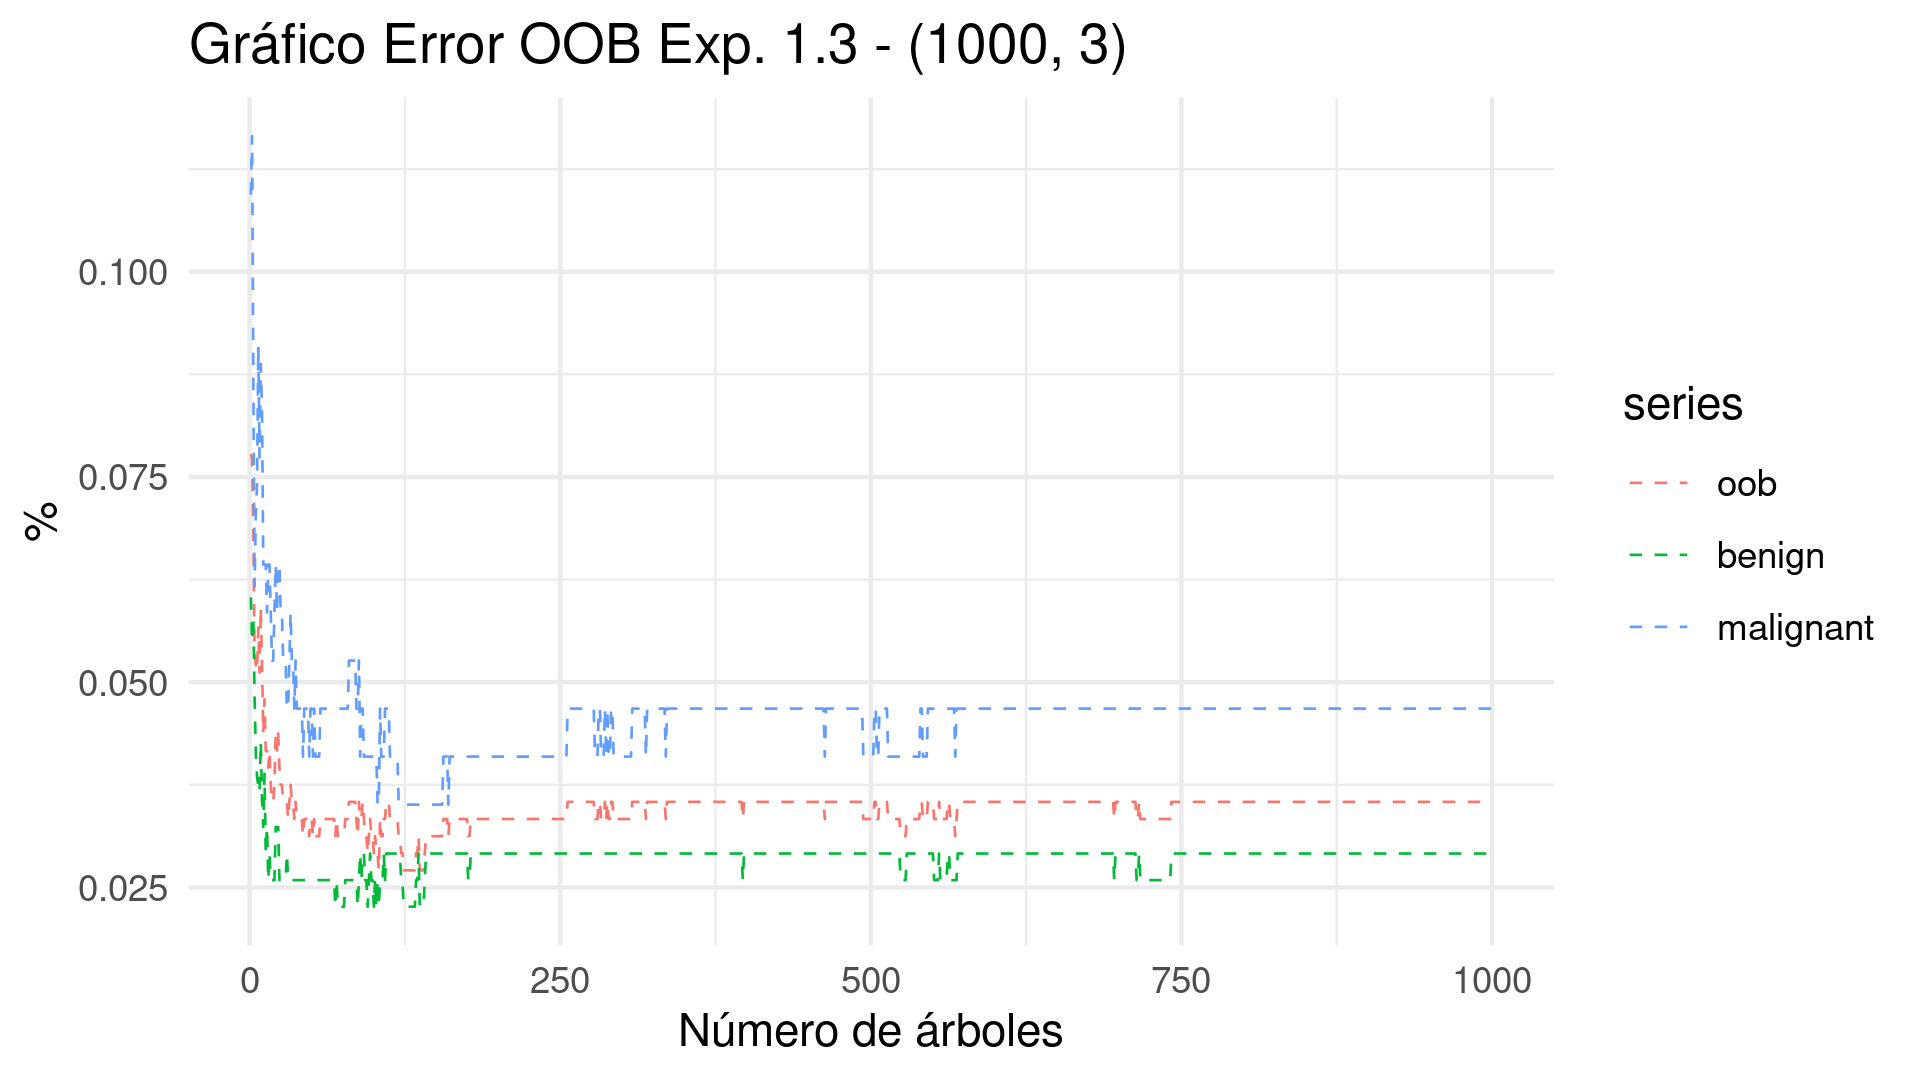 Gráfico Error OOB Exp. 1.3 - (1000, 3)
0.100
0.075
0.050
0.025
%
0 250 500 750 1000
Número de árboles
series
oob
benign
malignant